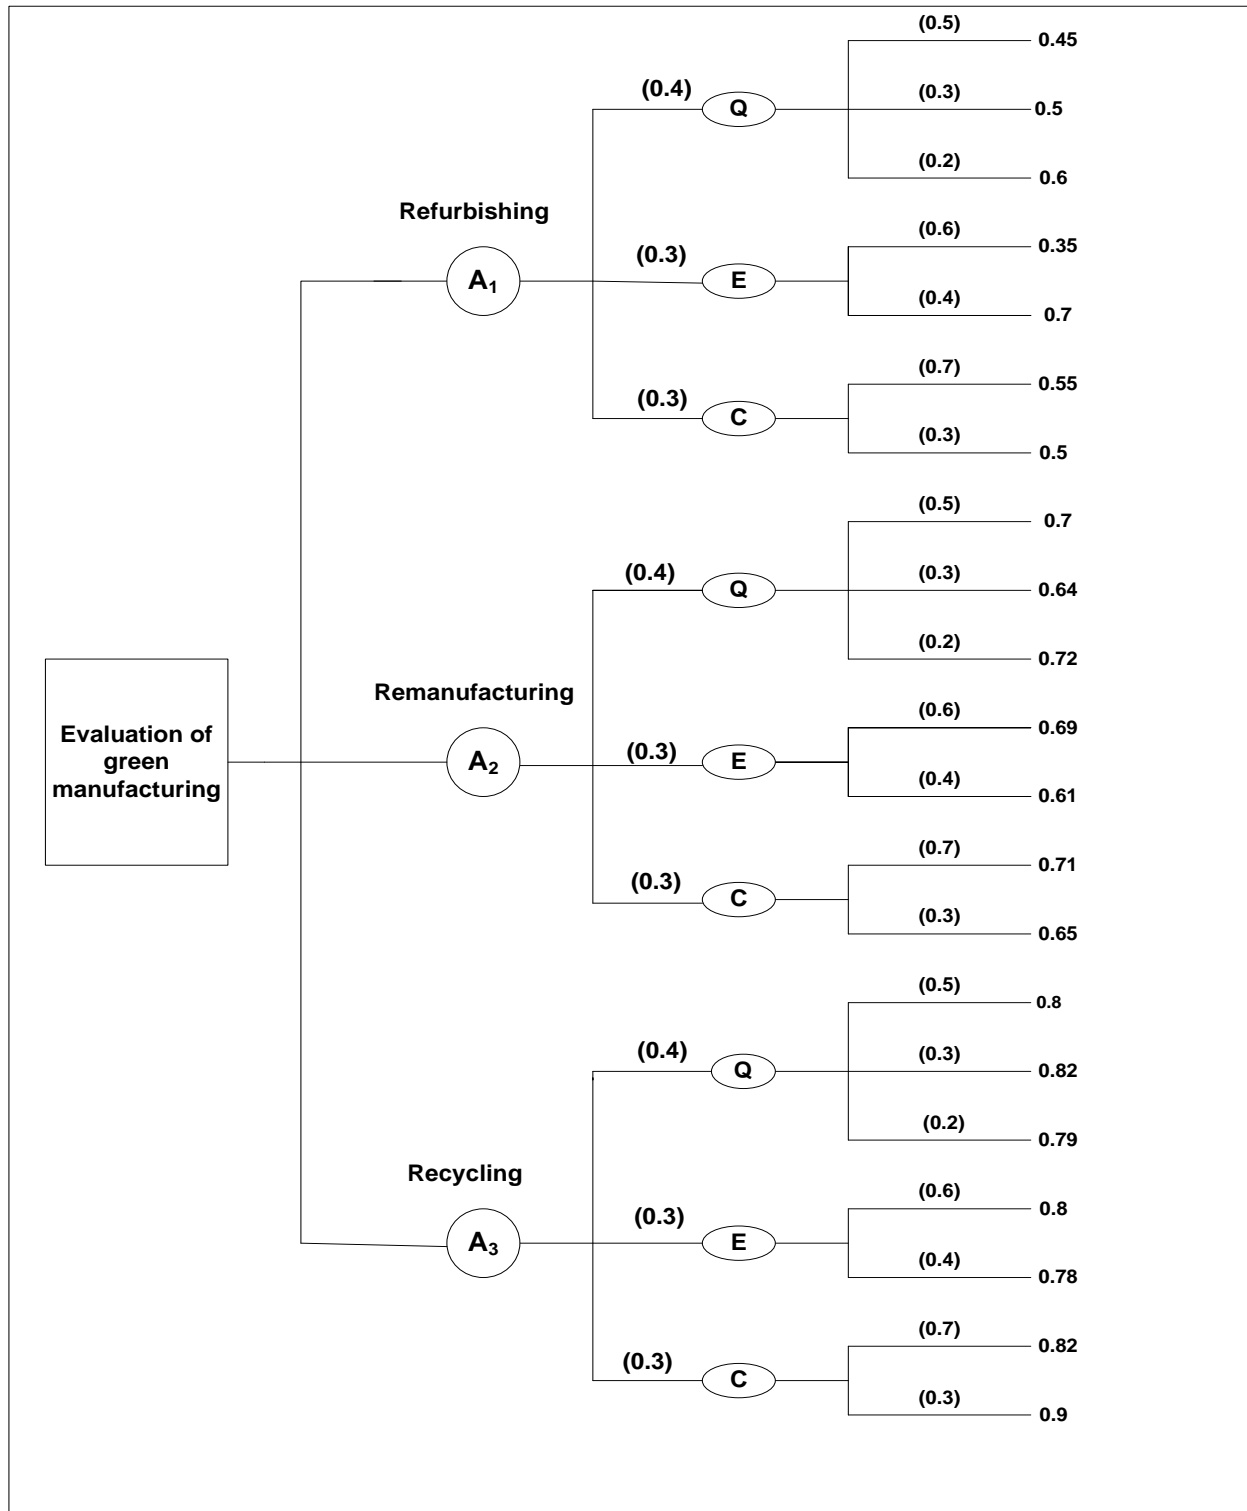 (0.5)
0.45
(0.4)
Q
(0.3)
0.5
(0.2)
0.6
Refurbishing
A₁
(0.3)
E
(0.6)
0.35
(0.4)
0.7
(0.3)
C
(0.7)
0.55
(0.3)
0.5
(0.5)
0.7
(0.4)
Q
(0.3)
0.64
(0.2)
0.72
Evaluation of
green
manufacturing
Remanufacturing
A₂
(0.3)
E
(0.6)
0.69
(0.4)
0.61
(0.3)
C
(0.7)
0.71
(0.3)
0.65
(0.5)
0.8
(0.4)
Q
(0.3)
0.82
(0.2)
0.79
Recycling
A₃
(0.3)
E
(0.6)
0.8
(0.4)
0.78
(0.3)
C
(0.7)
0.82
(0.3)
0.9